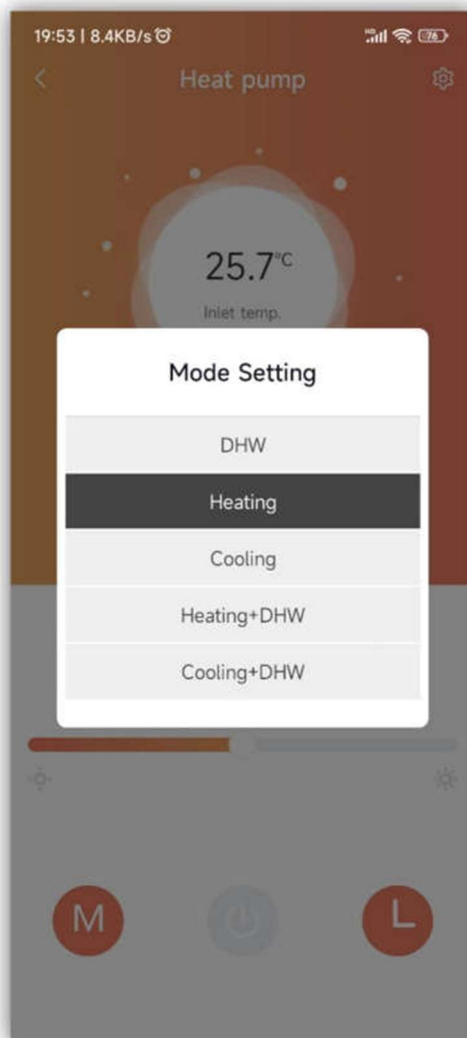 19:53 | 8.4KB/s
HD 76
Heat pump
25.7°C
Inlet temp.
Mode Setting
DHW
Heating
Cooling
Heating+DHW
Cooling+DHW
M
L